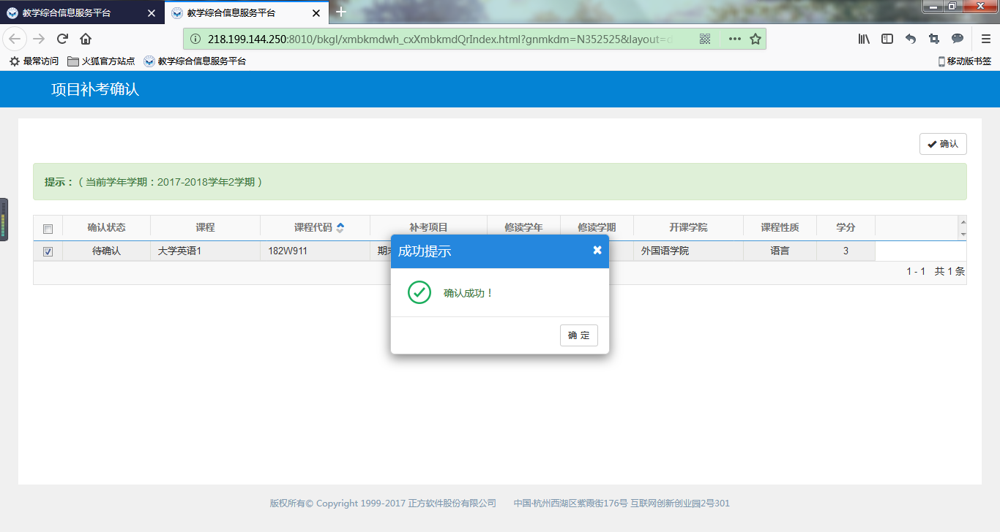 教学综合信息服务平台
教学综合信息服务平台
218.199.144.250:8010/bkgl/xmbkmdwh_cxXmbkmdQrIndex.html?gnmkdm=N352525&layout=d
最常访问 火狐官方站点 教学综合信息服务平台 移动版书签
项目补考确认
确认
提示：（当前学年学期：2017-2018学年2学期）
确认状态 课程 课程代码 补考项目 修读学年 修读学期 开课学院 课程性质 学分
待确认 大学英语1 182W911 期 外国语学院 语言 3
1 - 1 共 1 条
成功提示
确认成功！
确 定
版权所有© Copyright 1999-2017 正方软件股份有限公司 中国·杭州西湖区紫霞街176号 互联网创新创业园2号301